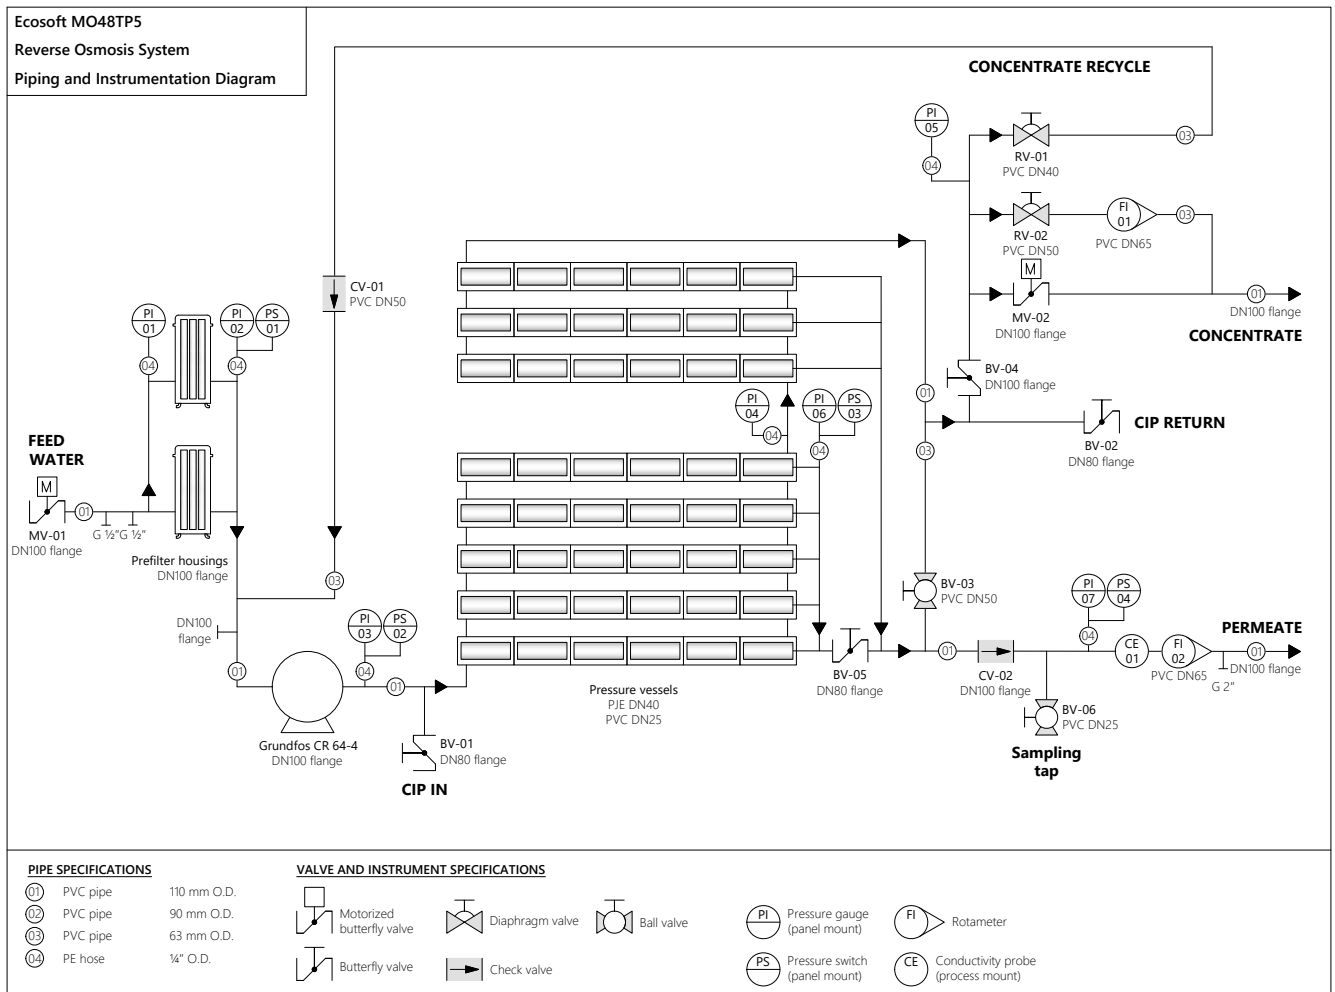 Ecosoft MO48TP5
Reverse Osmosis System
Piping and Instrumentation Diagram
CONCENTRATE RECYCLE
PI
05
04
RV-01
PVC DN40
03
RV-02
PVC DN50
FI
01
PVC DN65
03
M
MV-02
DN100 flange
01
DN100 flange
CONCENTRATE
CV-01
PVC DN50
PI
01
04
PI
02
PS
01
04
BV-04
DN100 flange
01
03
BV-02
DN80 flange
CIP RETURN
PI
04
04
PI
06
PS
03
04
FEED
WATER
M
MV-01
DN100 flange
01
G ½"
G ½"
Prefilter housings
DN100 flange
03
DN100
flange
01
PI
03
PS
02
04
01
Grundfos CR 64-4
DN100 flange
BV-01
DN80 flange
CIP IN
Pressure vessels
PJE DN40
PVC DN25
BV-05
DN80 flange
BV-03
PVC DN50
01
CV-02
DN100 flange
PI
07
PS
04
04
CE
01
FI
02
PVC DN65
G 2"
01
DN100 flange
PERMEATE
BV-06
PVC DN25
Sampling
tap
PIPE SPECIFICATIONS
01 PVC pipe 110 mm O.D.
02 PVC pipe 90 mm O.D.
03 PVC pipe 63 mm O.D.
04 PE hose ¼" O.D.
VALVE AND INSTRUMENT SPECIFICATIONS
Motorized
butterfly valve
Butterfly valve
Diaphragm valve
Check valve
Ball valve
PI
Pressure gauge
(panel mount)
PS
Pressure switch
(panel mount)
FI
Rotameter
CE
Conductivity probe
(process mount)